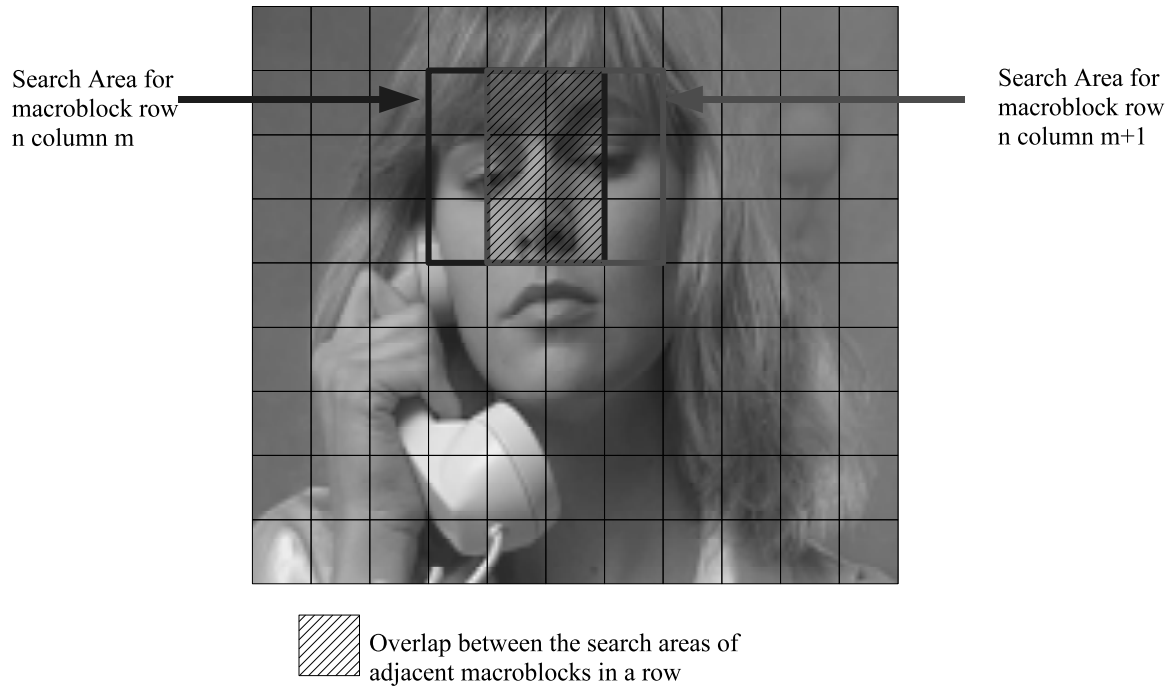 Search Area for
macroblock row
n column m
Search Area for
macroblock row
n column m+1
Overlap between the search areas of
adjacent macroblocks in a row